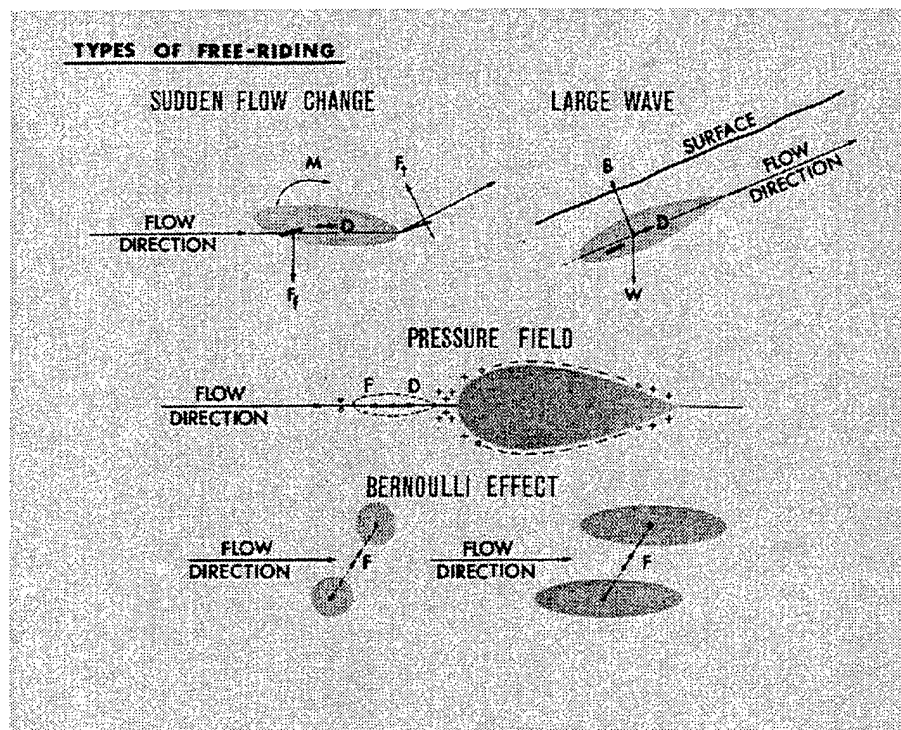 TYPES OF FREE-RIDING
SUDDEN FLOW CHANGE
M
Ft
FLOW
DIRECTION
D
Ff
LARGE WAVE
SURFACE
B
FLOW
DIRECTION
D
W
PRESSURE FIELD
FLOW
DIRECTION
F D
BERNOULLI EFFECT
FLOW
DIRECTION
F
FLOW
DIRECTION
F